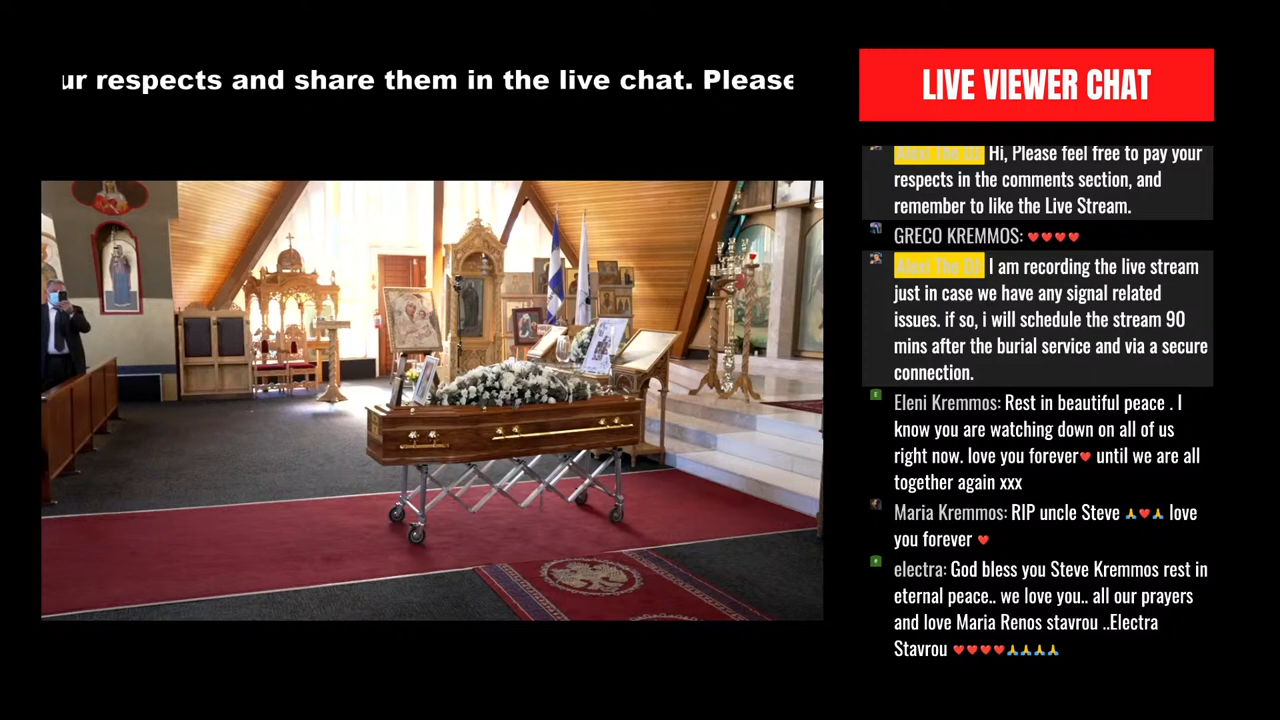 ur respects and share them in the live chat. Please
LIVE VIEWER CHAT
Alexi The DJ: Hi, Please feel free to pay your
respects in the comments section, and
remember to like the Live Stream.
GRECO KREMMOS: ♥♥♥♥
Alexi The DJ: I am recording the live stream
just in case we have any signal related
issues. if so, i will schedule the stream 90
mins after the burial service and via a secure
connection.
Eleni Kremmos: Rest in beautiful peace . I
know you are watching down on all of us
right now. love you forever♥ until we are all
together again xxx
Maria Kremmos: RIP uncle Steve 🙏♥🙏 love
you forever ♥
electra: God bless you Steve Kremmos rest in
eternal peace.. we love you.. all our prayers
and love Maria Renos stavrou ..Electra
Stavrou ♥♥♥♥🙏🙏🙏🙏